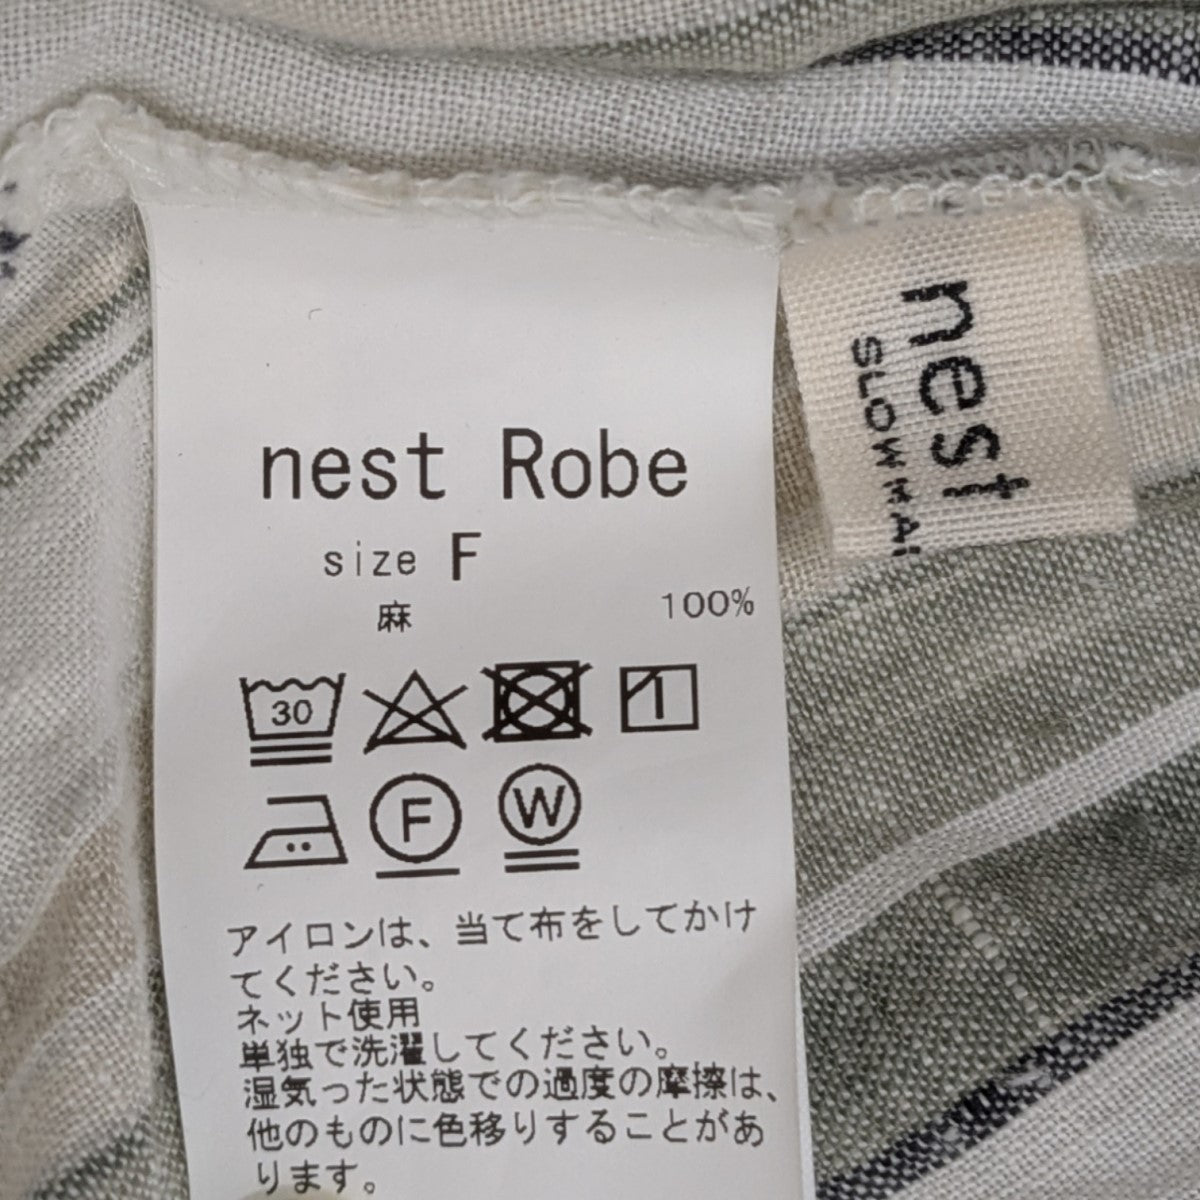 nest Robe
size F
麻 100%
30
F W
アイロンは、当て布をしてかけ
てください。
ネット使用
単独で洗濯してください。
湿気った状態での過度の摩擦は、
他のものに色移りすることがあ
ります。
nest